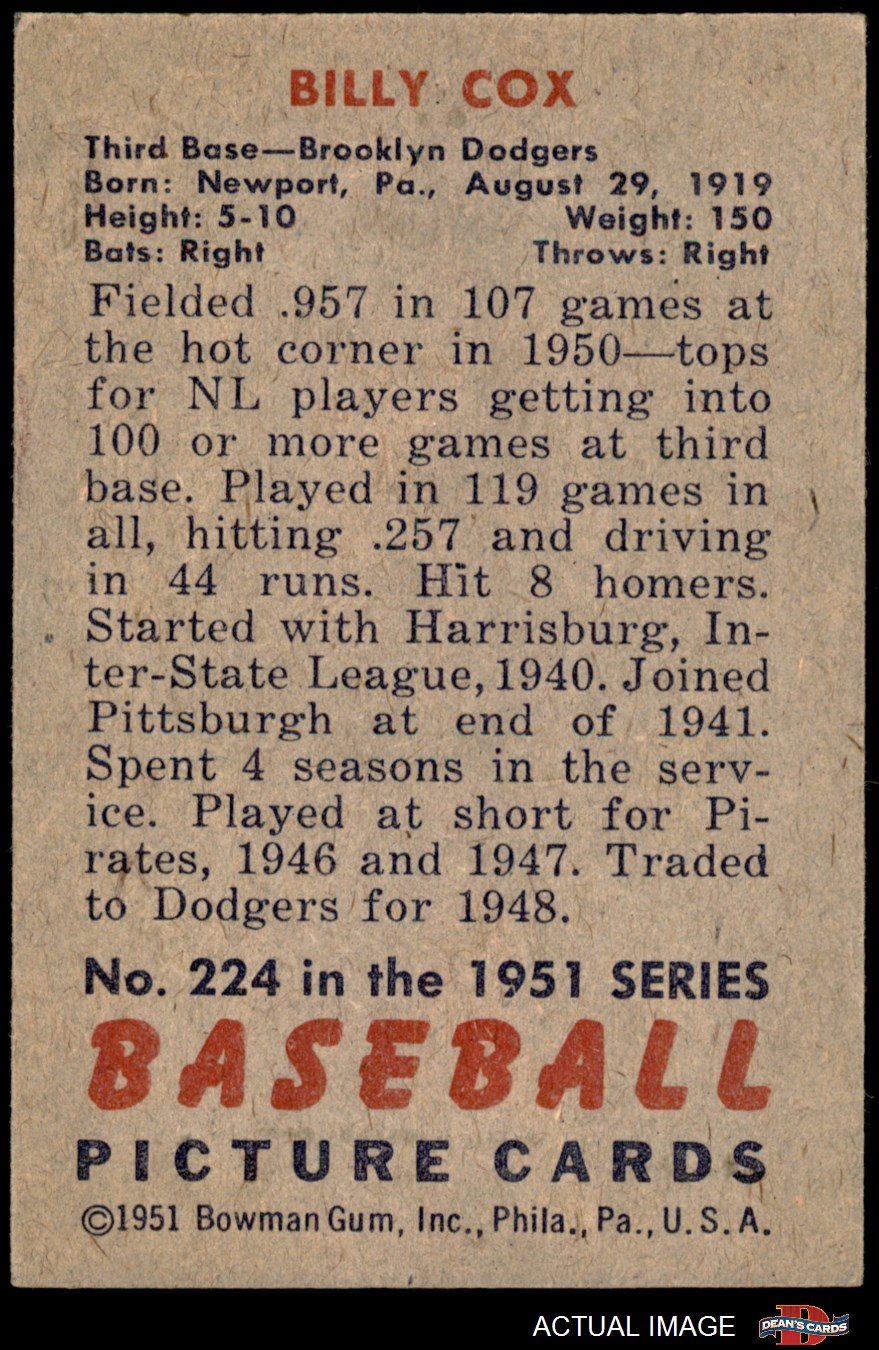 BILLY COX
Third Base—Brooklyn Dodgers
Born: Newport, Pa., August 29, 1919
Height: 5-10 Weight: 150
Bats: Right Throws: Right
Fielded .957 in 107 games at
the hot corner in 1950—tops
for NL players getting into
100 or more games at third
base. Played in 119 games in
all, hitting .257 and driving
in 44 runs. Hit 8 homers.
Started with Harrisburg, In-
ter-State League, 1940. Joined
Pittsburgh at end of 1941.
Spent 4 seasons in the serv-
ice. Played at short for Pi-
rates, 1946 and 1947. Traded
to Dodgers for 1948.
No. 224 in the 1951 SERIES
BASEBALL
PICTURE CARDS
©1951 Bowman Gum, Inc., Phila., Pa., U.S.A.
ACTUAL IMAGE
D
DEAN'S CARDS